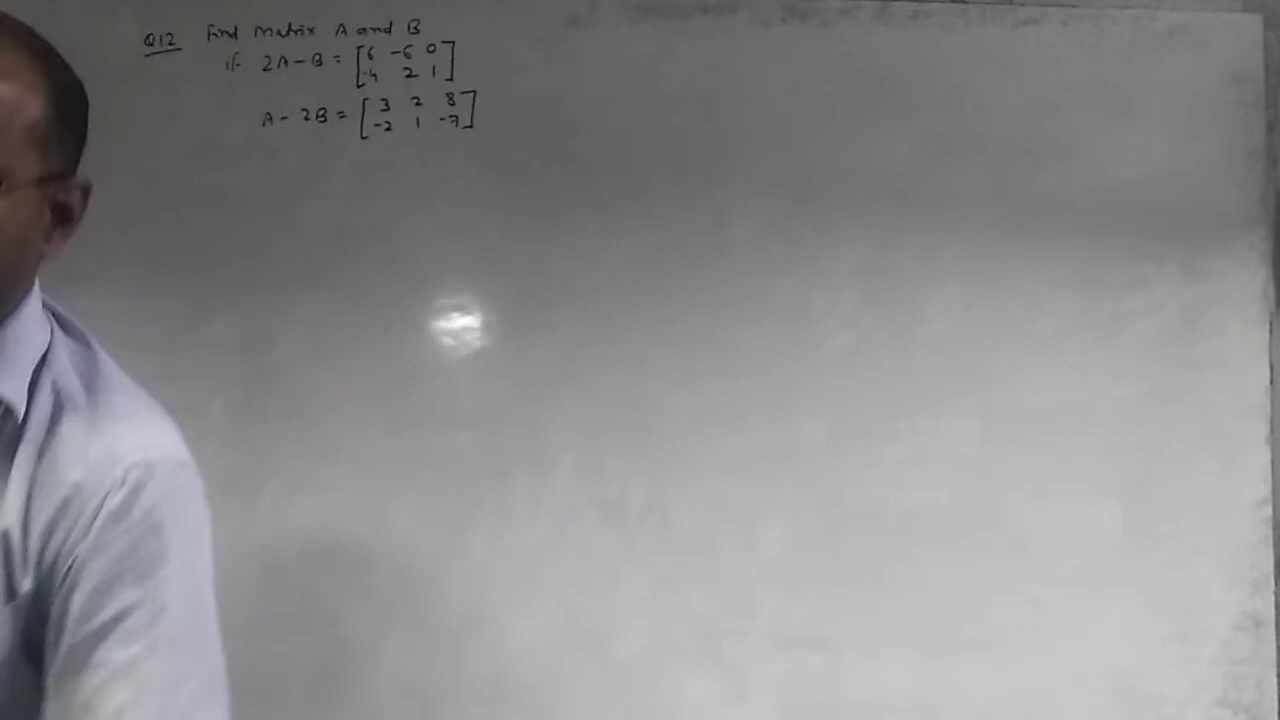 Q12 Find Matrix A and B
if 2A-B = [6 -6 0
-4 2 1]
A - 2B = [3 2 8
-2 1 -7]